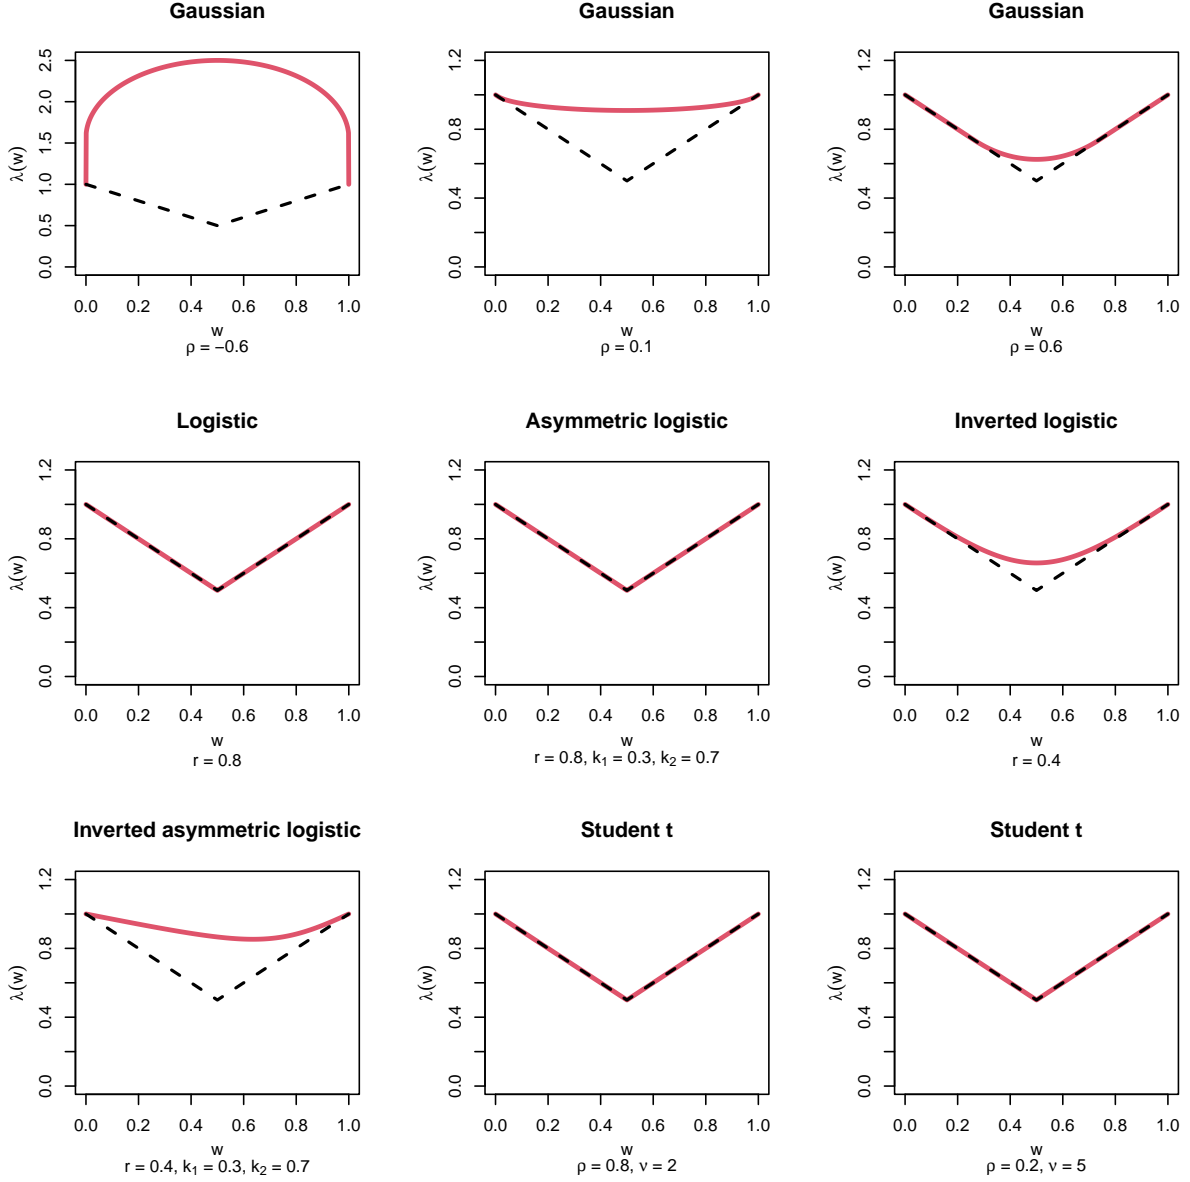 Gaussian
λ(w)
0.0 0.5 1.0 1.5 2.0 2.5
0.0 0.2 0.4 0.6 0.8 1.0
w
ρ = −0.6
Gaussian
λ(w)
0.0 0.4 0.8 1.2
0.0 0.2 0.4 0.6 0.8 1.0
w
ρ = 0.1
Gaussian
λ(w)
0.0 0.4 0.8 1.2
0.0 0.2 0.4 0.6 0.8 1.0
w
ρ = 0.6
Logistic
λ(w)
0.0 0.4 0.8 1.2
0.0 0.2 0.4 0.6 0.8 1.0
w
r = 0.8
Asymmetric logistic
λ(w)
0.0 0.4 0.8 1.2
0.0 0.2 0.4 0.6 0.8 1.0
w
r = 0.8, k₁ = 0.3, k₂ = 0.7
Inverted logistic
λ(w)
0.0 0.4 0.8 1.2
0.0 0.2 0.4 0.6 0.8 1.0
w
r = 0.4
Inverted asymmetric logistic
λ(w)
0.0 0.4 0.8 1.2
0.0 0.2 0.4 0.6 0.8 1.0
w
r = 0.4, k₁ = 0.3, k₂ = 0.7
Student t
λ(w)
0.0 0.4 0.8 1.2
0.0 0.2 0.4 0.6 0.8 1.0
w
ρ = 0.8, ν = 2
Student t
λ(w)
0.0 0.4 0.8 1.2
0.0 0.2 0.4 0.6 0.8 1.0
w
ρ = 0.2, ν = 5